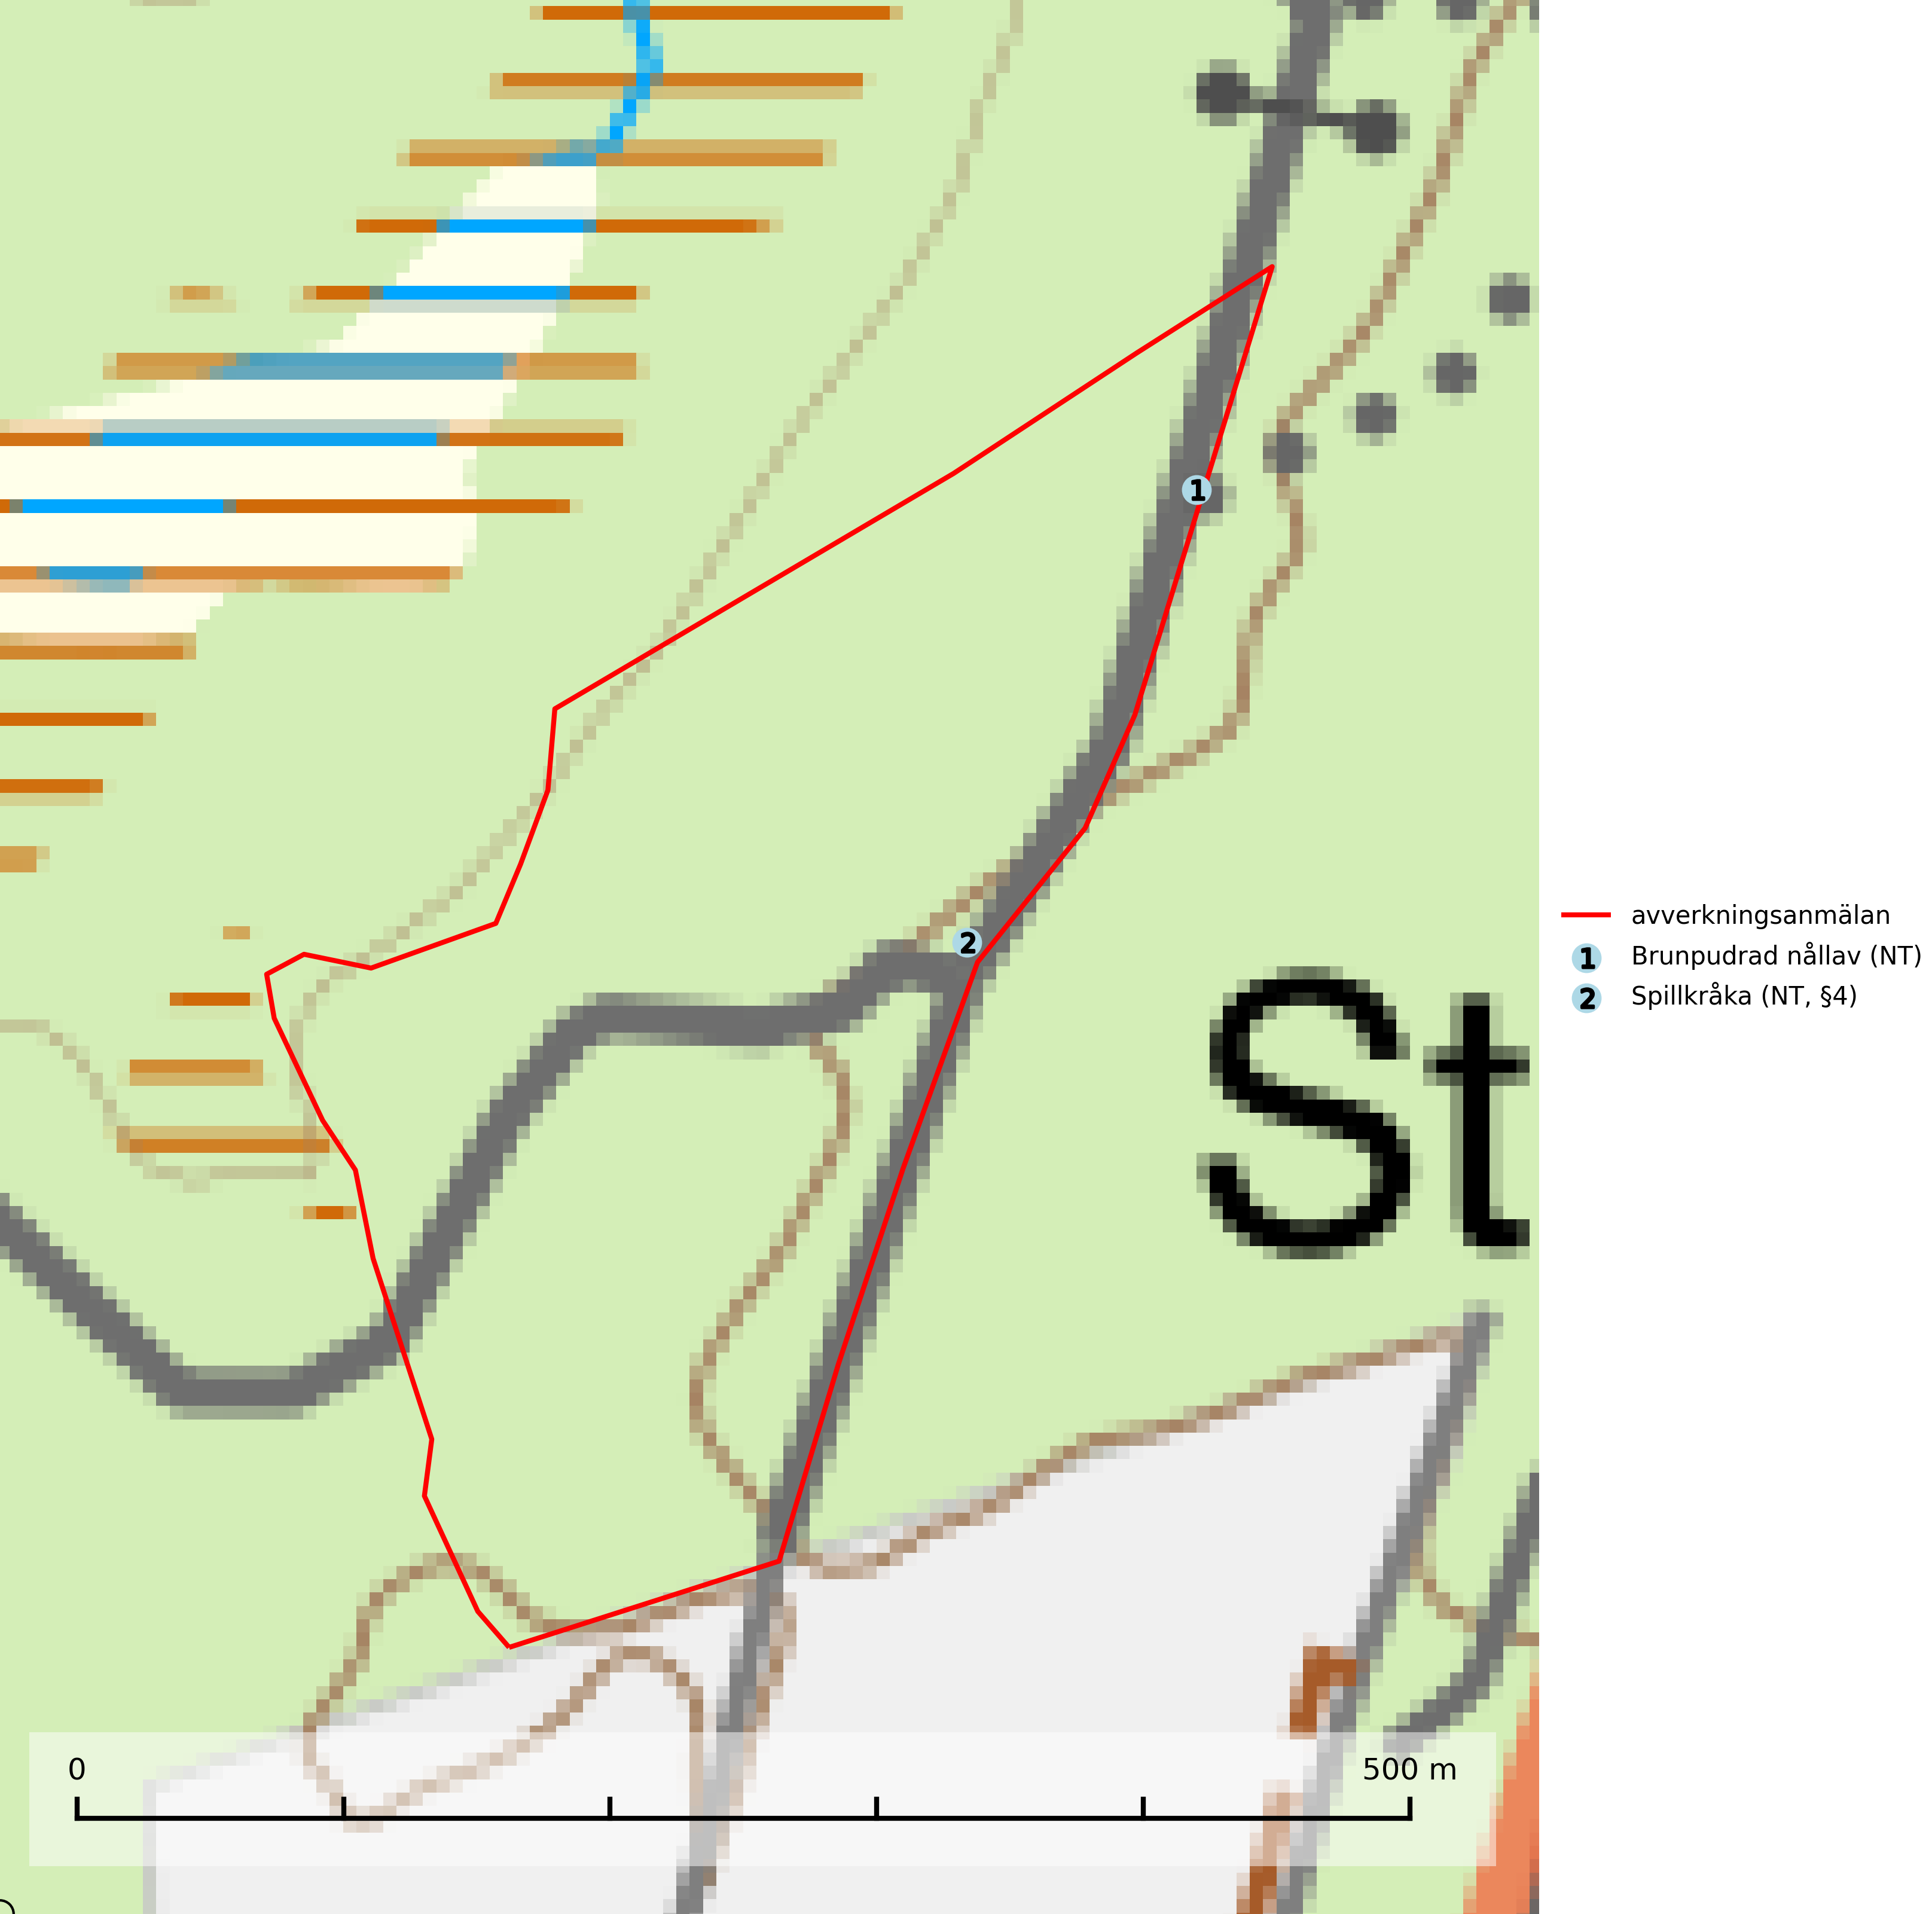 1
2
avverkningsanmälan
1 Brunpudrad nållav (NT)
2 Spillkråka (NT, §4)
St
0 500 m